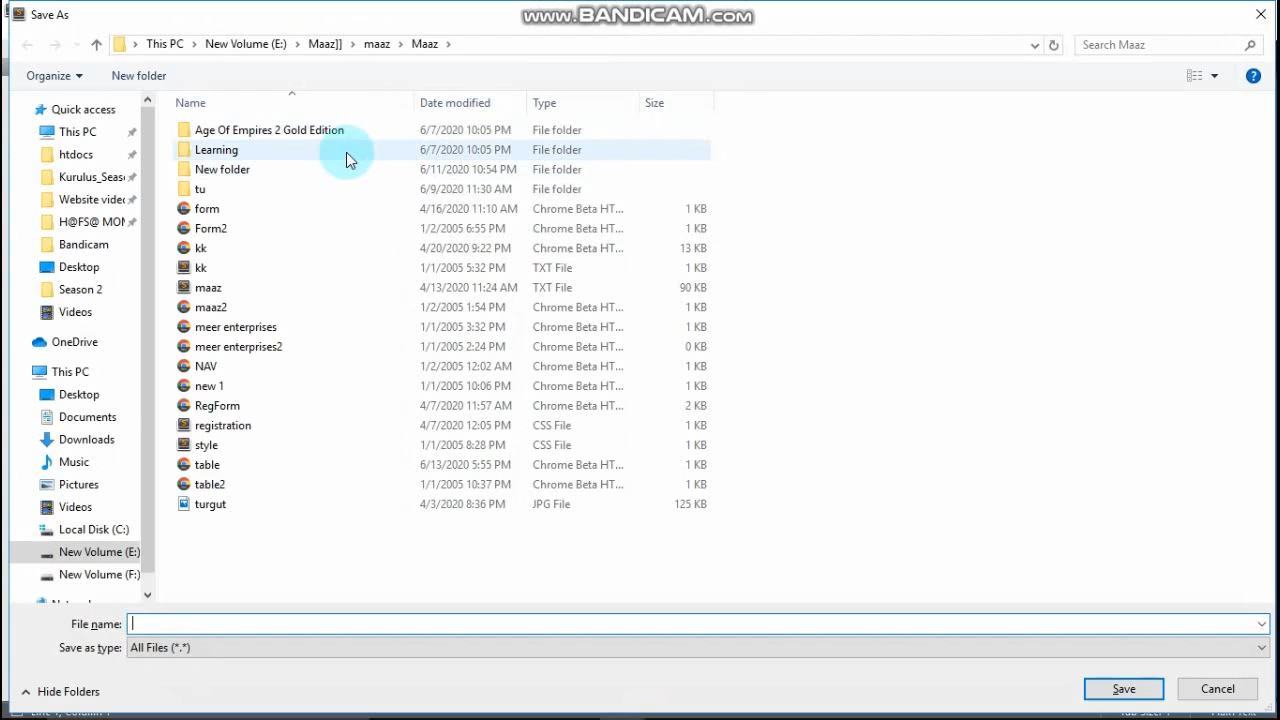 Save As
www.BANDICAM.com
This PC > New Volume (E:) > Maaz]] > maaz > Maaz >
Search Maaz
Organize
New folder
Name
Date modified
Type
Size
Quick access
This PC
htdocs
Kurulus_Seas
Website video
H@FS@ MOM
Bandicam
Desktop
Season 2
Videos
OneDrive
This PC
Desktop
Documents
Downloads
Music
Pictures
Videos
Local Disk (C:)
New Volume (E:)
New Volume (F:)
Age Of Empires 2 Gold Edition 6/7/2020 10:05 PM File folder
Learning 6/7/2020 10:05 PM File folder
New folder 6/11/2020 10:54 PM File folder
tu 6/9/2020 11:30 AM File folder
form 4/16/2020 11:10 AM Chrome Beta HT... 1 KB
Form2 1/2/2005 6:55 PM Chrome Beta HT... 1 KB
kk 4/20/2020 9:22 PM Chrome Beta HT... 13 KB
kk 1/1/2005 5:32 PM TXT File 1 KB
maaz 4/13/2020 11:24 AM TXT File 90 KB
maaz2 1/2/2005 1:54 PM Chrome Beta HT... 1 KB
meer enterprises 1/1/2005 3:32 PM Chrome Beta HT... 1 KB
meer enterprises2 1/1/2005 2:24 PM Chrome Beta HT... 0 KB
NAV 1/2/2005 12:02 AM Chrome Beta HT... 1 KB
new 1 1/1/2005 10:06 PM Chrome Beta HT... 1 KB
RegForm 4/7/2020 11:57 AM Chrome Beta HT... 2 KB
registration 4/7/2020 12:05 PM CSS File 1 KB
style 1/1/2005 8:28 PM CSS File 1 KB
table 6/13/2020 5:55 PM Chrome Beta HT... 1 KB
table2 1/1/2005 10:37 PM Chrome Beta HT... 1 KB
turgut 4/3/2020 8:36 PM JPG File 125 KB
File name:
Save as type: All Files (*.*)
Hide Folders
Save
Cancel